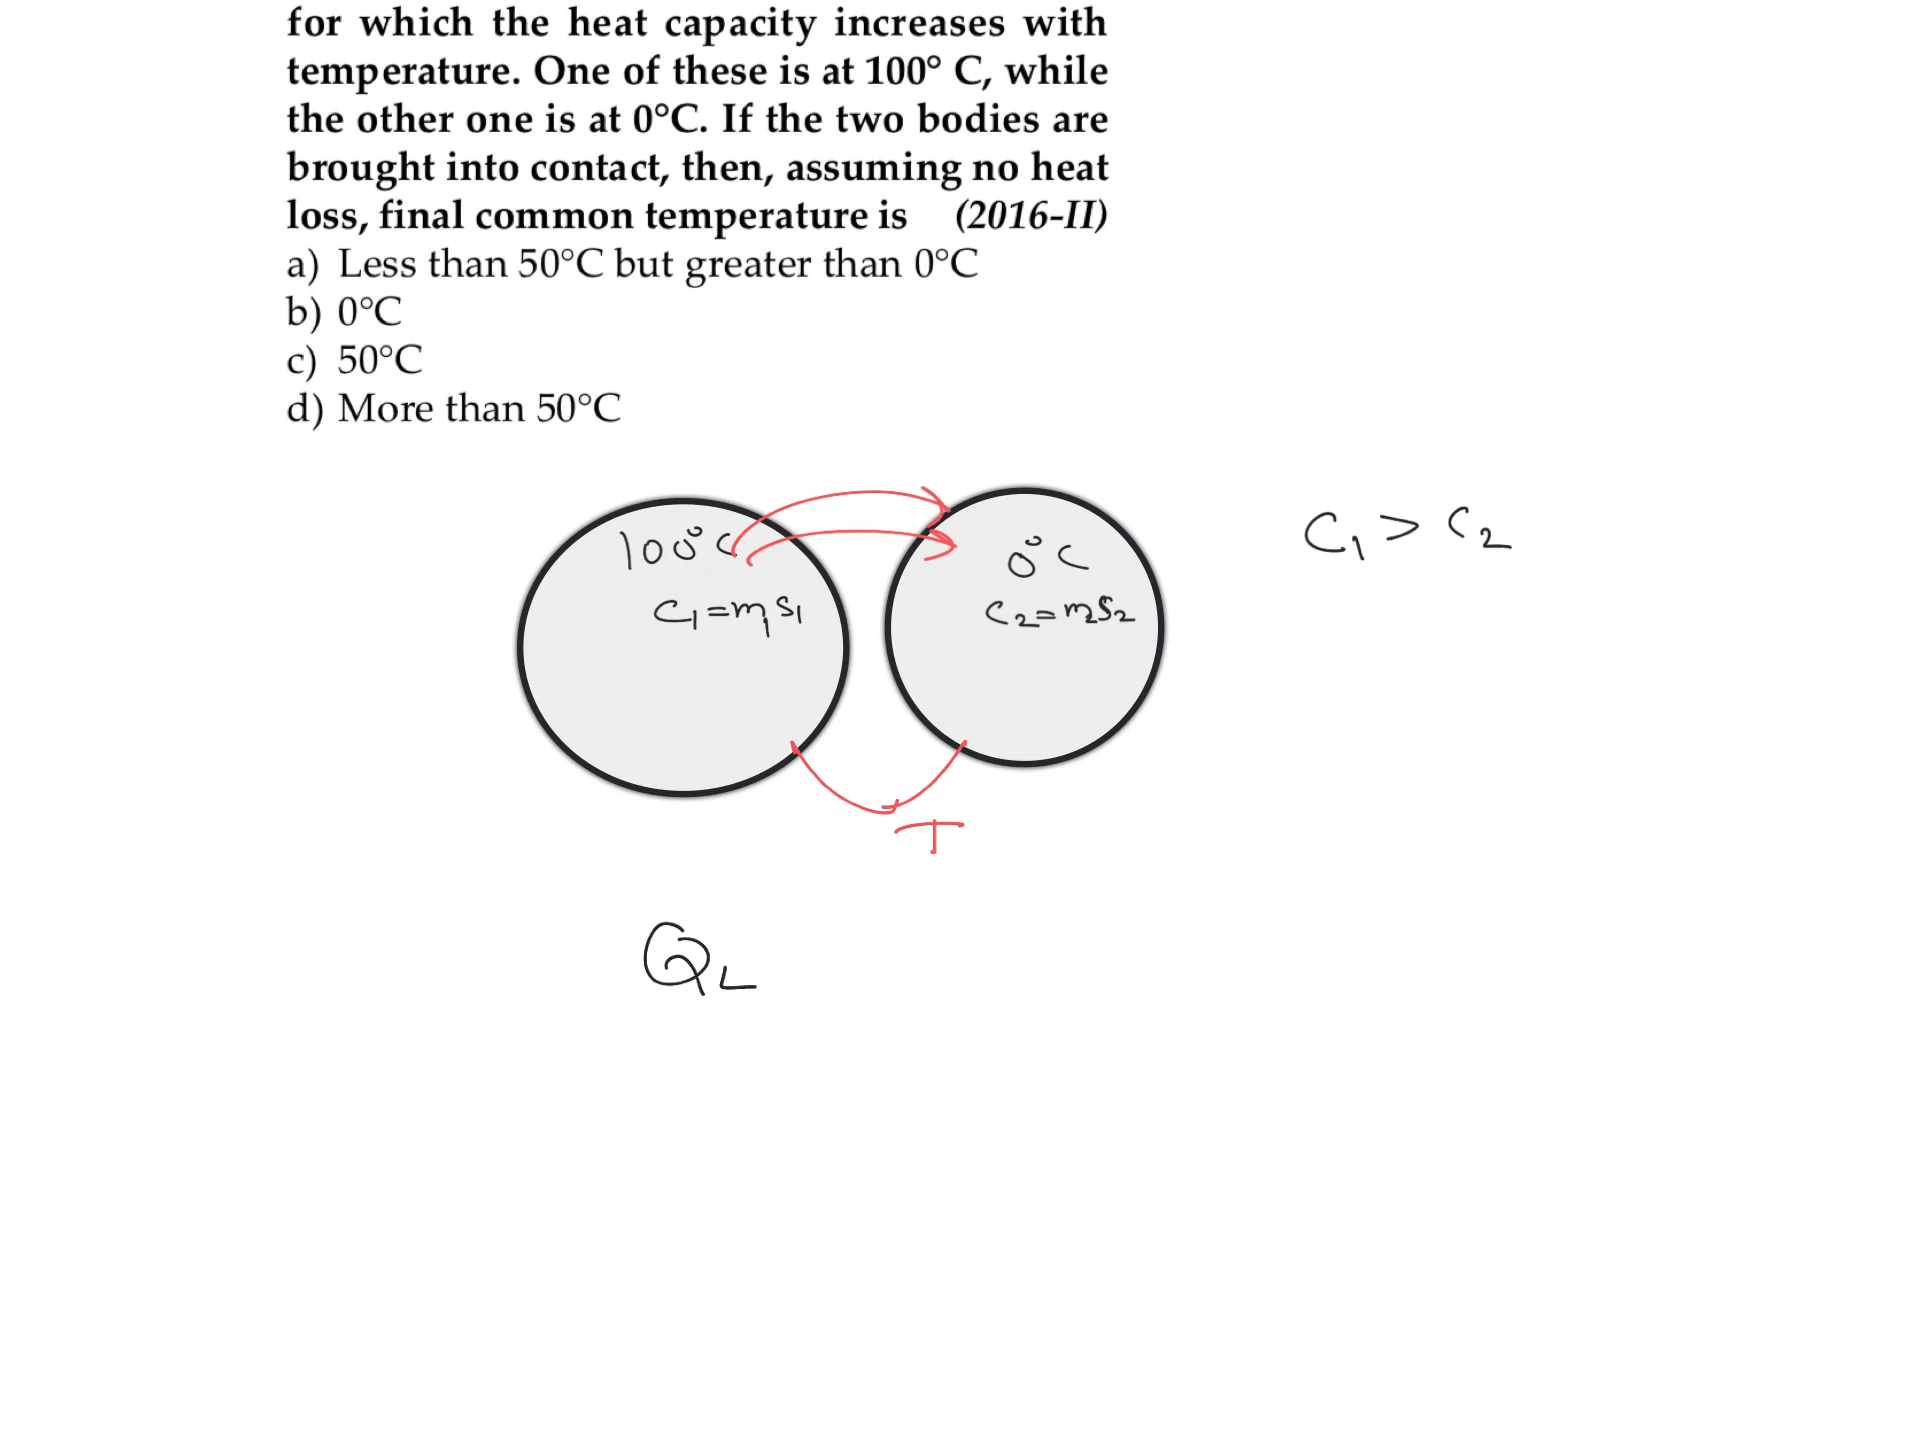 for which the heat capacity increases with
temperature. One of these is at 100° C, while
the other one is at 0°C. If the two bodies are
brought into contact, then, assuming no heat
loss, final common temperature is (2016-II)
a) Less than 50°C but greater than 0°C
b) 0°C
c) 50°C
d) More than 50°C
100°C
0°C
C₁ > C₂
C₁=m₁S₁
C₂=m₂S₂
T
Q_L